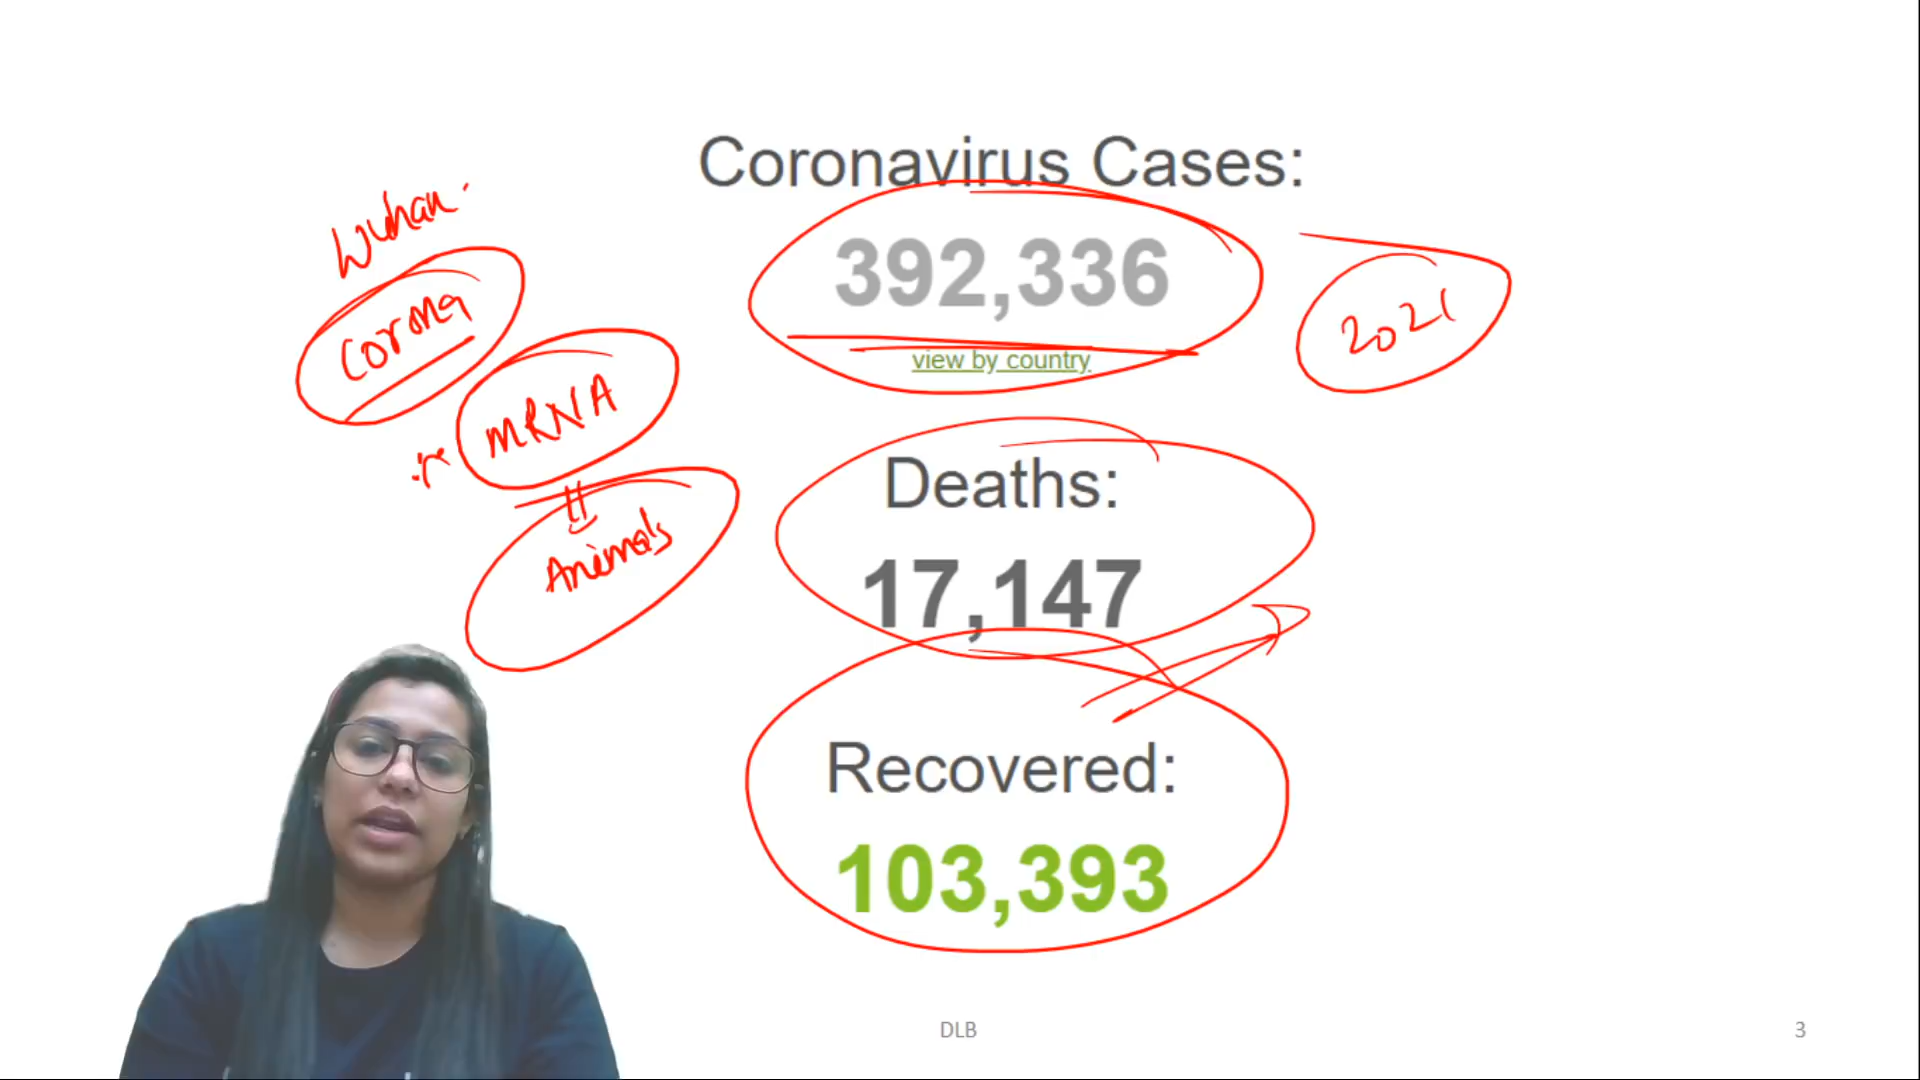 Coronavirus Cases:
392,336
view by country
Wuhan
Corona
mRNA
Animals
2021
Deaths:
17,147
Recovered:
103,393
DLB
3